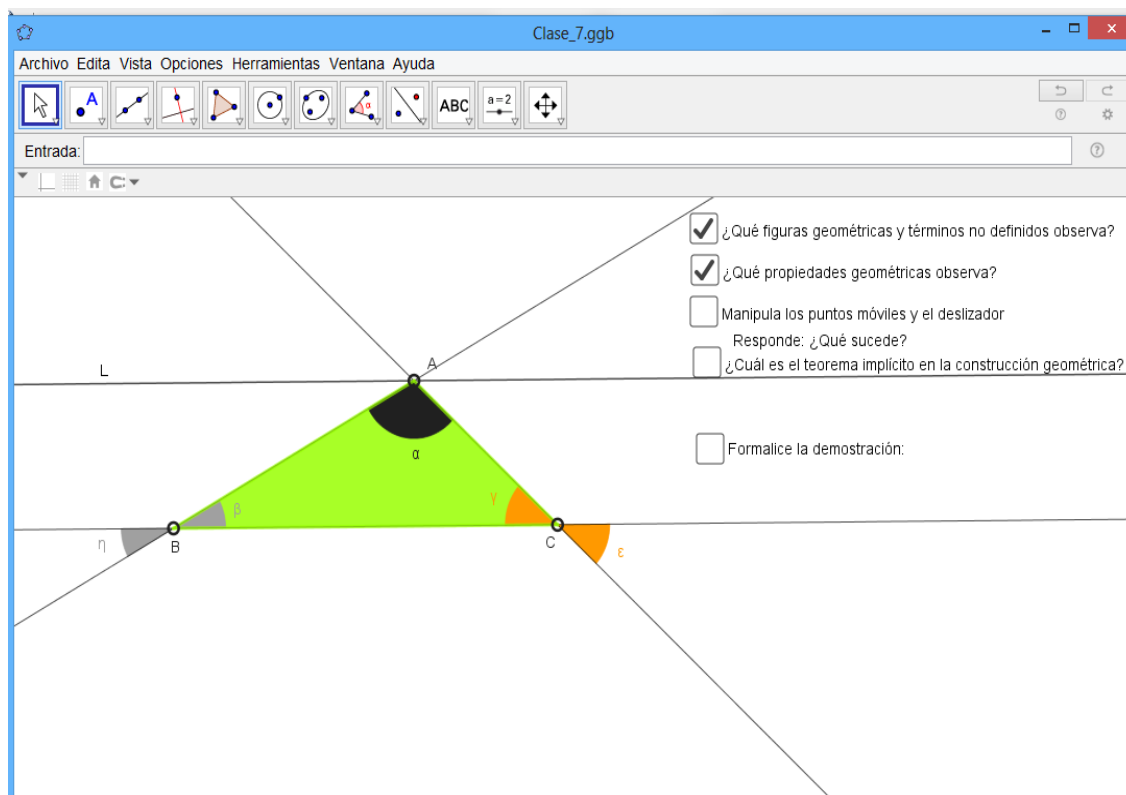 Clase_7.ggb
Archivo Edita Vista Opciones Herramientas Ventana Ayuda
A α ABC a=2
Entrada:
¿Qué figuras geométricas y términos no definidos observa?
¿Qué propiedades geométricas observa?
Manipula los puntos móviles y el deslizador
Responde: ¿Qué sucede?
¿Cuál es el teorema implícito en la construcción geométrica?
L
A
Formalice la demostración:
α
γ
β
η
B
C
ε